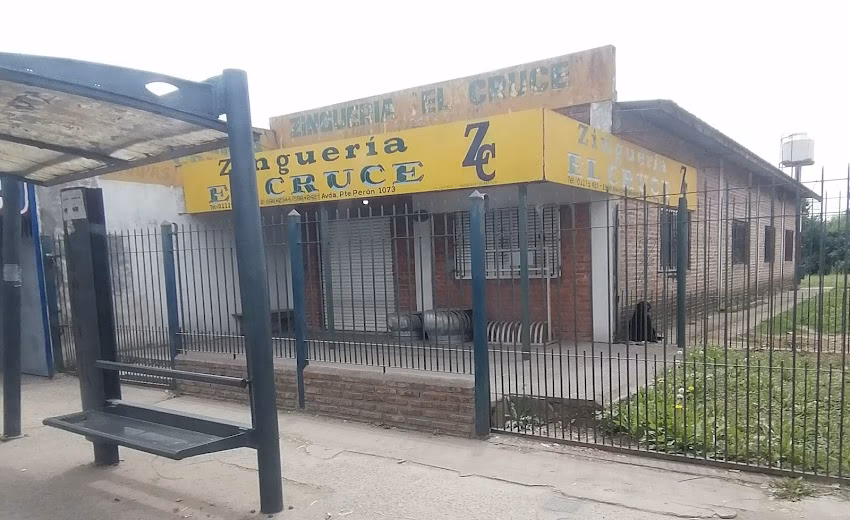 ZINGUERIA EL CRUCE
Zinguería
EL CRUCE
ZC
Avda. Pte Perón 1073
Zinguería
EL CRUCE
Z